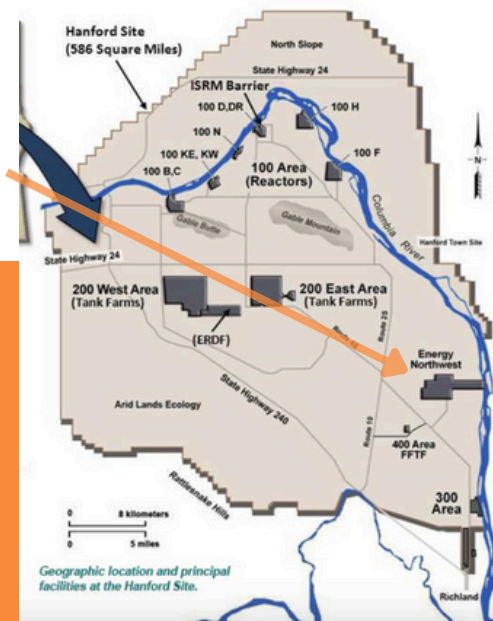 Hanford Site
(586 Square Miles)
North Slope
State Highway 24
ISRM Barrier
100 D,DR
100 H
100 N
100 KE, KW
100 F
100 Area
(Reactors)
100 B,C
Gable Butte
Gable Mountain
Columbia River
N
Hanford Town Site
State Highway 24
200 West Area
(Tank Farms)
200 East Area
(Tank Farms)
(ERDF)
Route 2S
Route
Energy
Northwest
State Highway 240
Arid Lands Ecology
Route 10
400 Area
FFTF
Rattlesnake Hills
300
Area
0 8 kilometers
0 5 miles
Geographic location and principal
facilities at the Hanford Site.
Richland